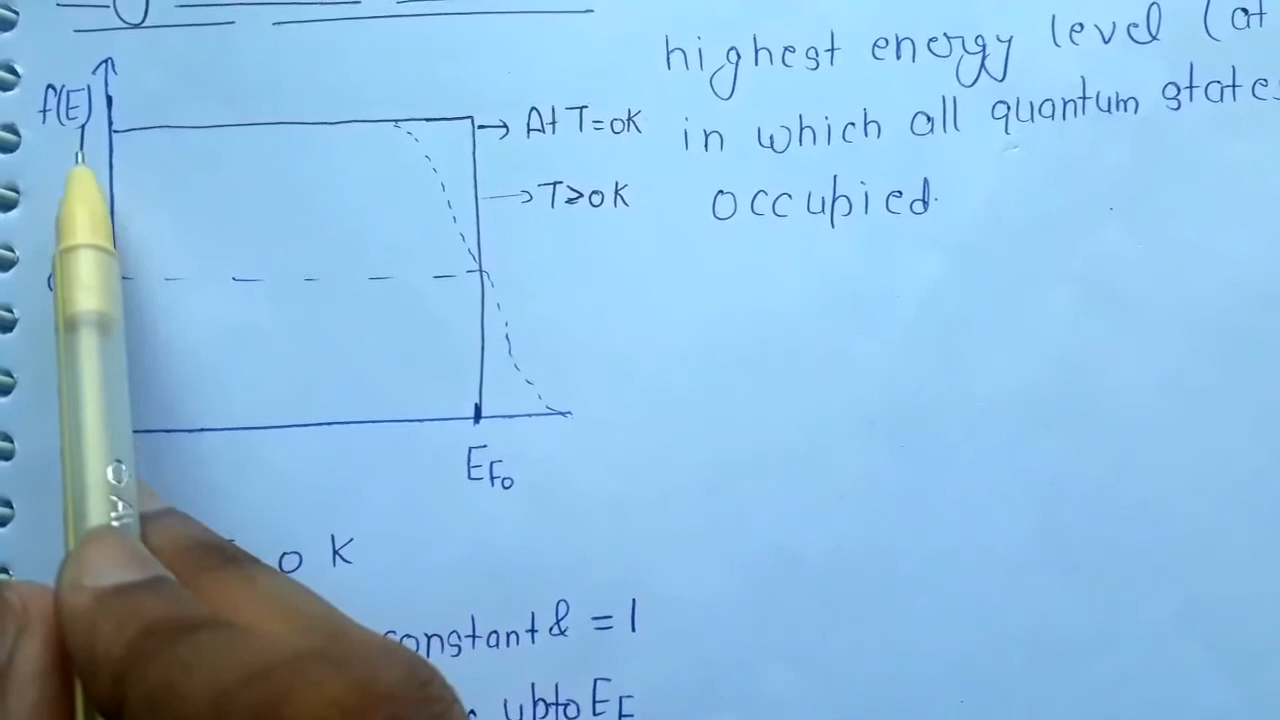 highest energy level (at
f(E)
→ At T=0K
in which all quantum states
→ T≥0K
occupied.
E_F0
0 K
constant & = 1
upto E_F